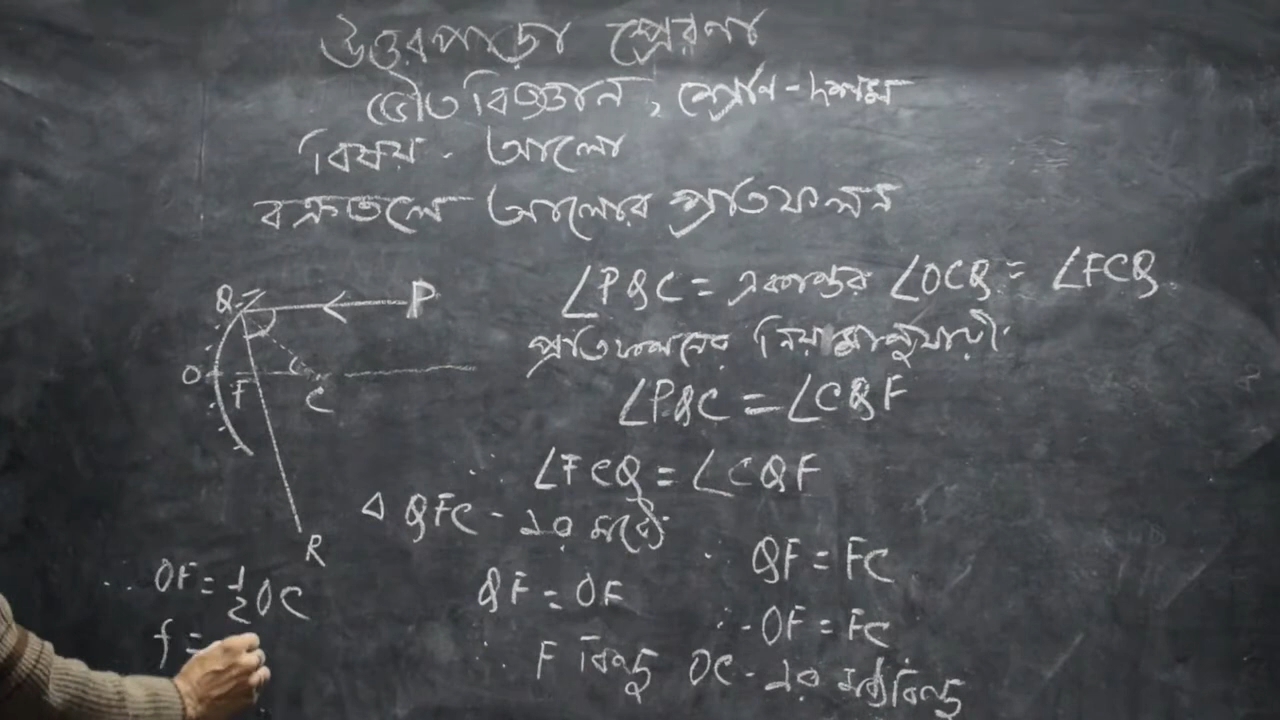 উত্তরপাড়া প্রেরণা
ভৌত বিজ্ঞান, শ্রেণি - দশম
বিষয় - আলো
বক্রতলে আলোর প্রতিফলন
∠PQC = একান্তর ∠OCQ = ∠FCQ
প্রতিফলনের নিয়মানুযায়ী
∠PQC = ∠CQF
∴ ∠FCQ = ∠CQF
Δ QFC - এর মধ্যে
∴ QF = FC
QF = OF
∴ OF = FC
∴ F বিন্দু OC - এর মধ্যবিন্দু
Q
P
O
F
C
R
∴ OF = 1/2 OC
f =